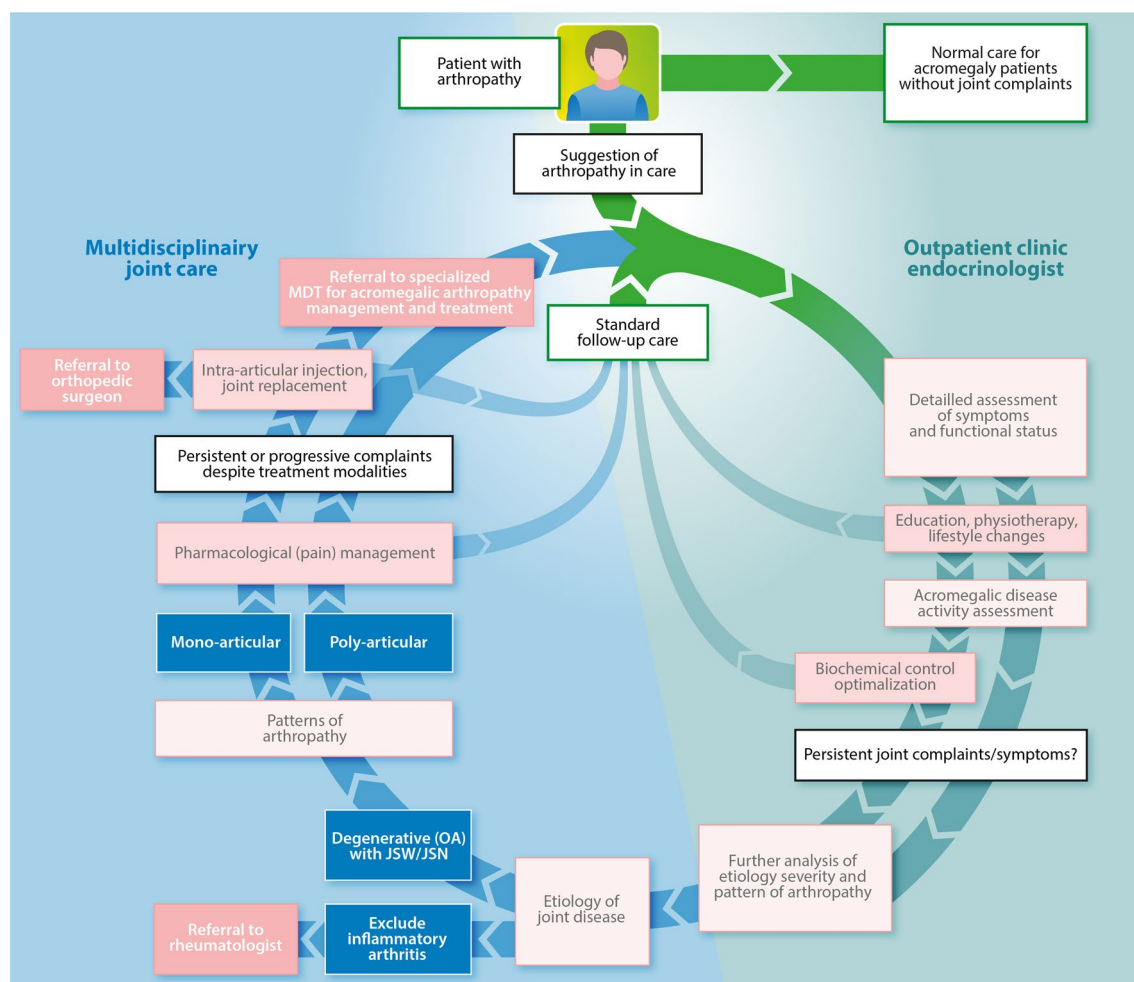 Patient with
arthropathy
Normal care for
acromegaly patients
without joint complaints
Suggestion of
arthropathy in care
Multidisciplinairy
joint care
Outpatient clinic
endocrinologist
Referral to specialized
MDT for acromegalic arthropathy
management and treatment
Standard
follow-up care
Referral to
orthopedic
surgeon
Intra-articular injection,
joint replacement
Detailled assessment
of symptoms
and functional status
Persistent or progressive complaints
despite treatment modalities
Education, physiotherapy,
lifestyle changes
Pharmacological (pain) management
Acromegalic disease
activity assessment
Mono-articular
Poly-articular
Biochemical control
optimalization
Patterns of
arthropathy
Persistent joint complaints/symptoms?
Degenerative (OA)
with JSW/JSN
Further analysis of
etiology severity and
pattern of arthropathy
Etiology of
joint disease
Exclude
inflammatory
arthritis
Referral to
rheumatologist